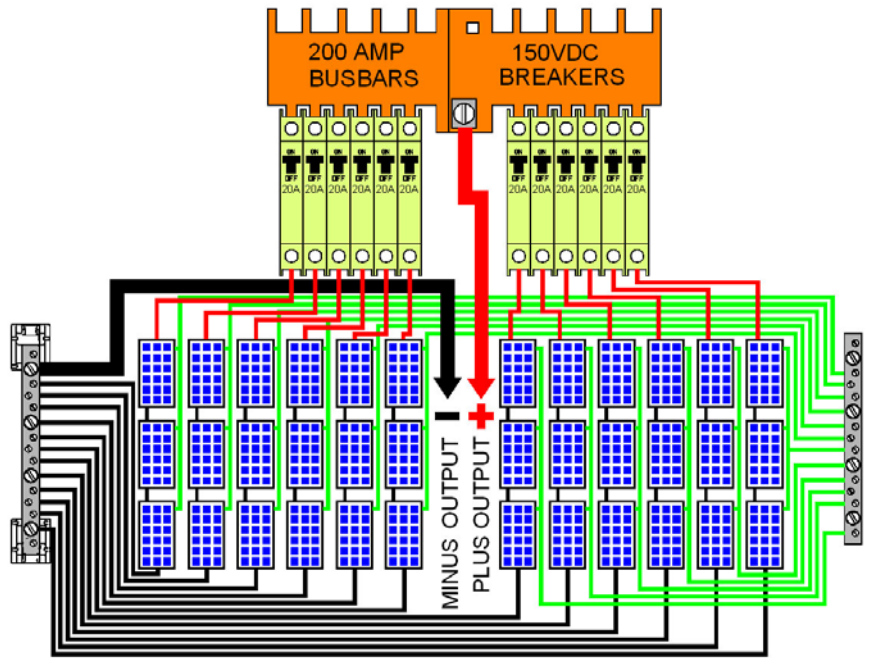 200 AMP
BUSBARS
150VDC
BREAKERS
ON ON ON ON ON ON
OFF OFF OFF OFF OFF OFF
20A 20A 20A 20A 20A 20A
ON ON ON ON ON ON
OFF OFF OFF OFF OFF OFF
20A 20A 20A 20A 20A 20A
- +
MINUS OUTPUT
PLUS OUTPUT